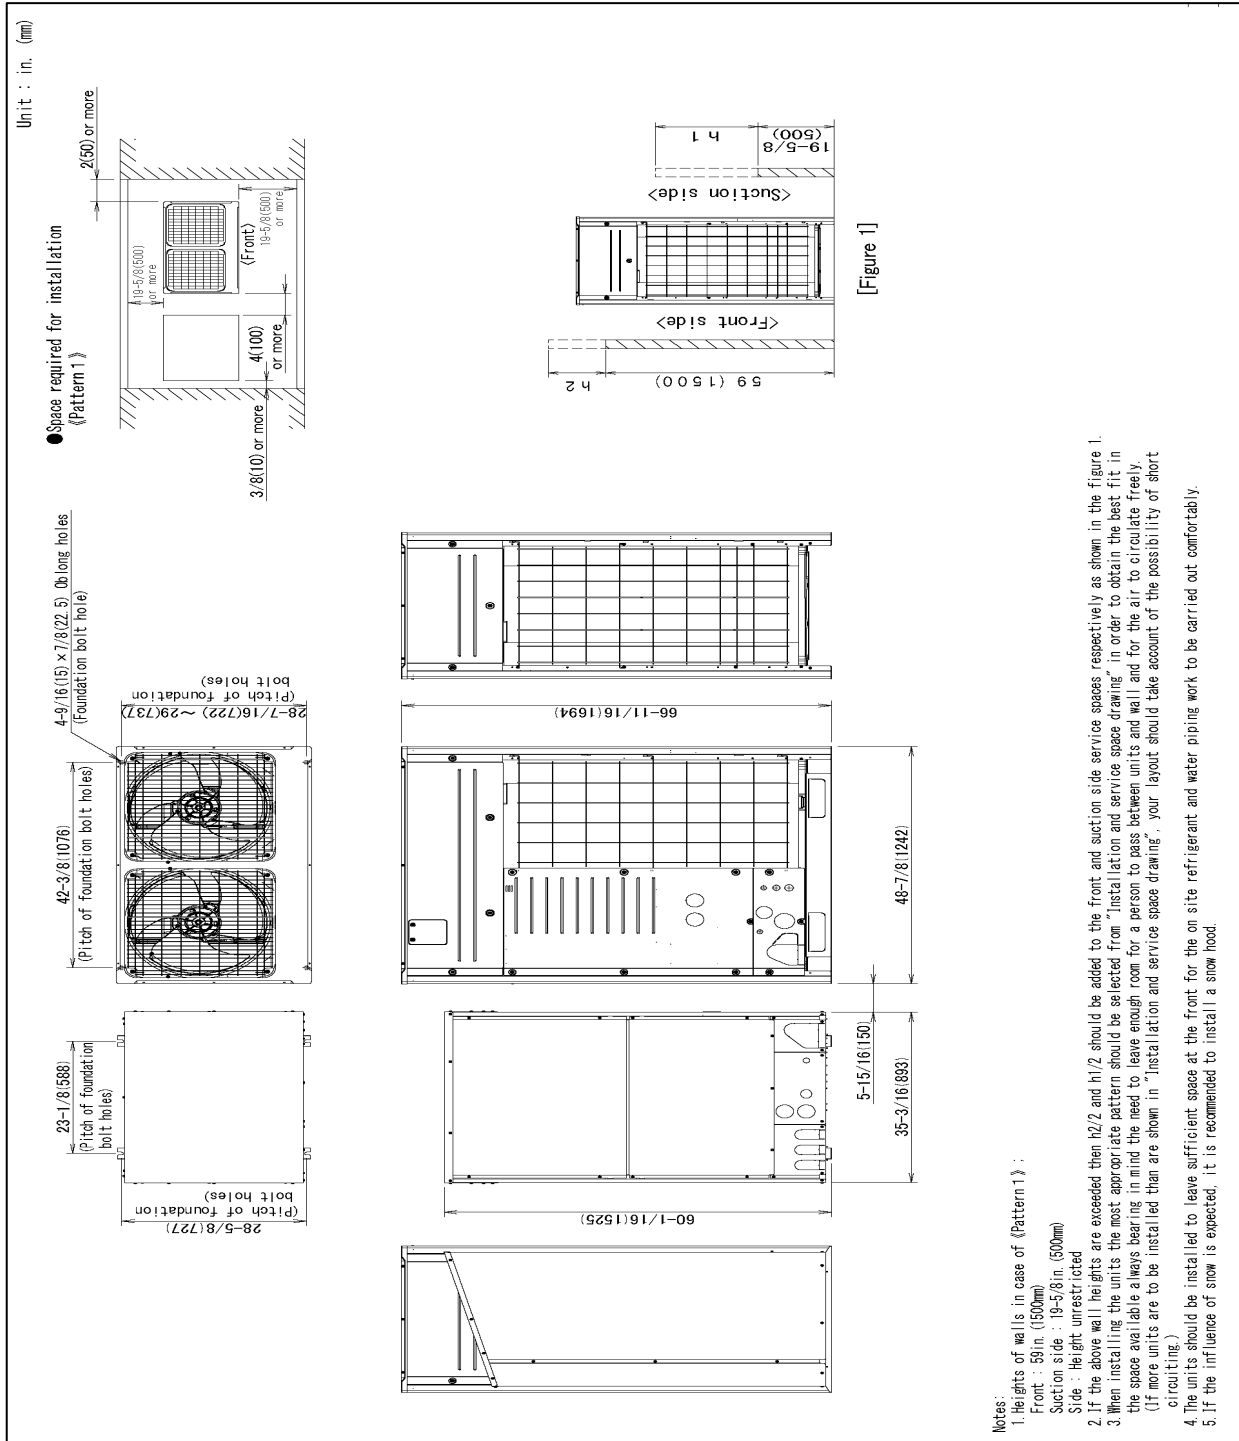 Unit : in. (mm)
●Space required for installation
《Pattern 1》
2(50) or more
19-5/8(500)
or more
《Front》
19-5/8(500)
or more
4(100)
or more
3/8(10) or more
4-9/16(15)×7/8(22.5) Oblong holes
(Foundation bolt hole)
42-3/8(1076)
(Pitch of foundation bolt holes)
28-7/16(722)～29(737)
(Pitch of foundation
bolt holes)
23-1/8(588)
(Pitch of foundation
bolt holes)
28-5/8(727)
(Pitch of foundation
bolt holes)
66-11/16(1694)
48-7/8(1242)
5-15/16(150)
35-3/16(893)
60-1/16(1525)
h1
19-5/8
(500)
<Suction side>
<Front side>
h2
59 (1500)
[Figure 1]
Notes:
1.Heights of walls in case of 《Pattern 1》 :
Front : 59in. (1500mm)
Suction side : 19-5/8in. (500mm)
Side : Height unrestricted
2.If the above wall heights are exceeded then h2/2 and h1/2 should be added to the front and suction side service spaces respectively as shown in the figure 1.
3.When installing the units the most appropriate pattern should be selected from "Installation and service space drawing" in order to obtain the best fit in
the space available always bearing in mind the need to leave enough room for a person to pass between units and wall and for the air to circulate freely.
(If more units are to be installed than are shown in "Installation and service space drawing", your layout should take account of the possibility of short
circuiting.)
4.The units should be installed to leave sufficient space at the front for the on site refrigerant and water piping work to be carried out comfortably.
5.If the influence of snow is expected, it is recommended to install a snow hood.